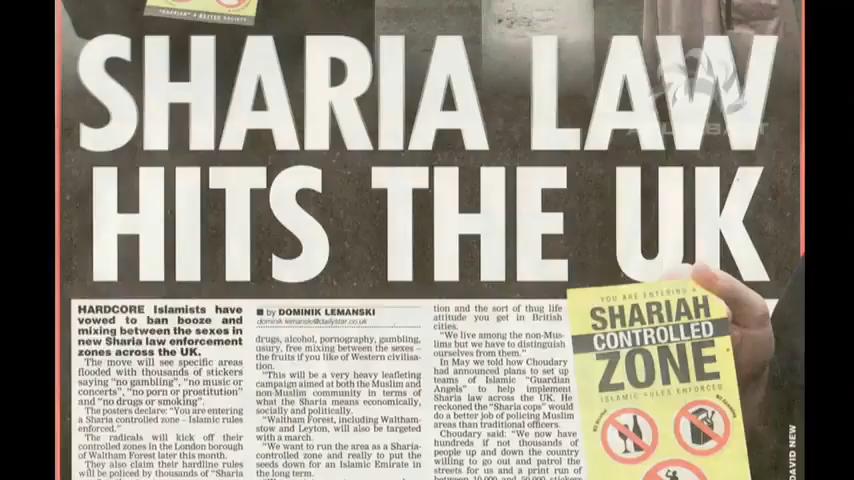 "SHARIAH" A BETTER SOCIETY
SHARIA LAW
HITS THE UK
HARDCORE Islamists have
vowed to ban booze and
mixing between the sexes in
new Sharia law enforcement
zones across the UK.
The move will see specific areas
flooded with thousands of stickers
saying "no gambling", "no music or
concerts", "no porn or prostitution"
and "no drugs or smoking".
The posters declare: "You are entering
a Sharia controlled zone – Islamic rules
enforced."
The radicals will kick off their
controlled zones in the London borough
of Waltham Forest later this month.
They also claim their hardline rules
will be policed by thousands of "Sharia
■ by DOMINIK LEMANSKI
dominik.lemanski@dailystar.co.uk
drugs, alcohol, pornography, gambling,
usury, free mixing between the sexes –
the fruits if you like of Western civilisa-
tion.
"This will be a very heavy leafleting
campaign aimed at both the Muslim and
non-Muslim community in terms of
what the Sharia means economically,
socially and politically.
"Waltham Forest, including Waltham-
stow and Leyton, will also be targeted
with a march.
"We want to run the area as a Sharia-
controlled zone and really to put the
seeds down for an Islamic Emirate in
the long term.
tion and the sort of thug life
attitude you get in British
cities.
"We live among the non-Mus-
lims but we have to distinguish
ourselves from them."
In May we told how Choudary
had announced plans to set up
teams of Islamic "Guardian
Angels" to help implement
Sharia law across the UK. He
reckoned the "Sharia cops" would
do a better job of policing Muslim
areas than traditional officers.
Choudary said: "We now have
hundreds if not thousands of
people up and down the country
willing to go out and patrol the
streets for us and a print run of
between 10,000 and 50,000 stickers
YOU ARE ENTERING A
SHARIAH
CONTROLLED
ZONE
ISLAMIC RULES ENFORCED
DAVID NEW